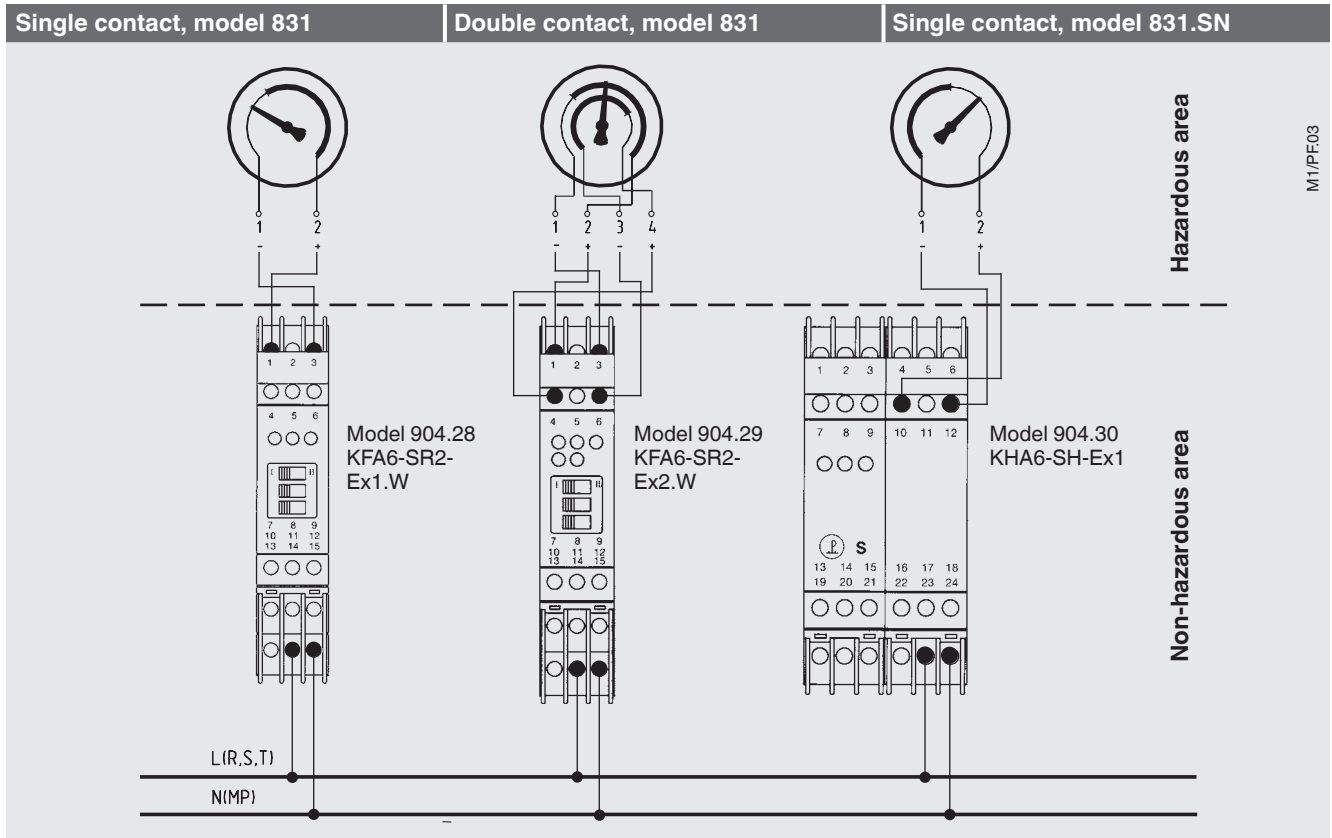 Single contact, model 831
Double contact, model 831
Single contact, model 831.SN
Hazardous area
M1/PF.03
1 2
- +
1 2 3 4
- + - +
1 2
- +
1 2 3
4 5 6
I II
7 8 9
10 11 12
13 14 15
Model 904.28
KFA6-SR2-
Ex1.W
1 2 3
4 5 6
I II
7 8 9
10 11 12
13 14 15
Model 904.29
KFA6-SR2-
Ex2.W
1 2 3 4 5 6
7 8 9 10 11 12
S
13 14 15 16 17 18
19 20 21 22 23 24
Model 904.30
KHA6-SH-Ex1
Non-hazardous area
L(R,S,T)
N(MP)